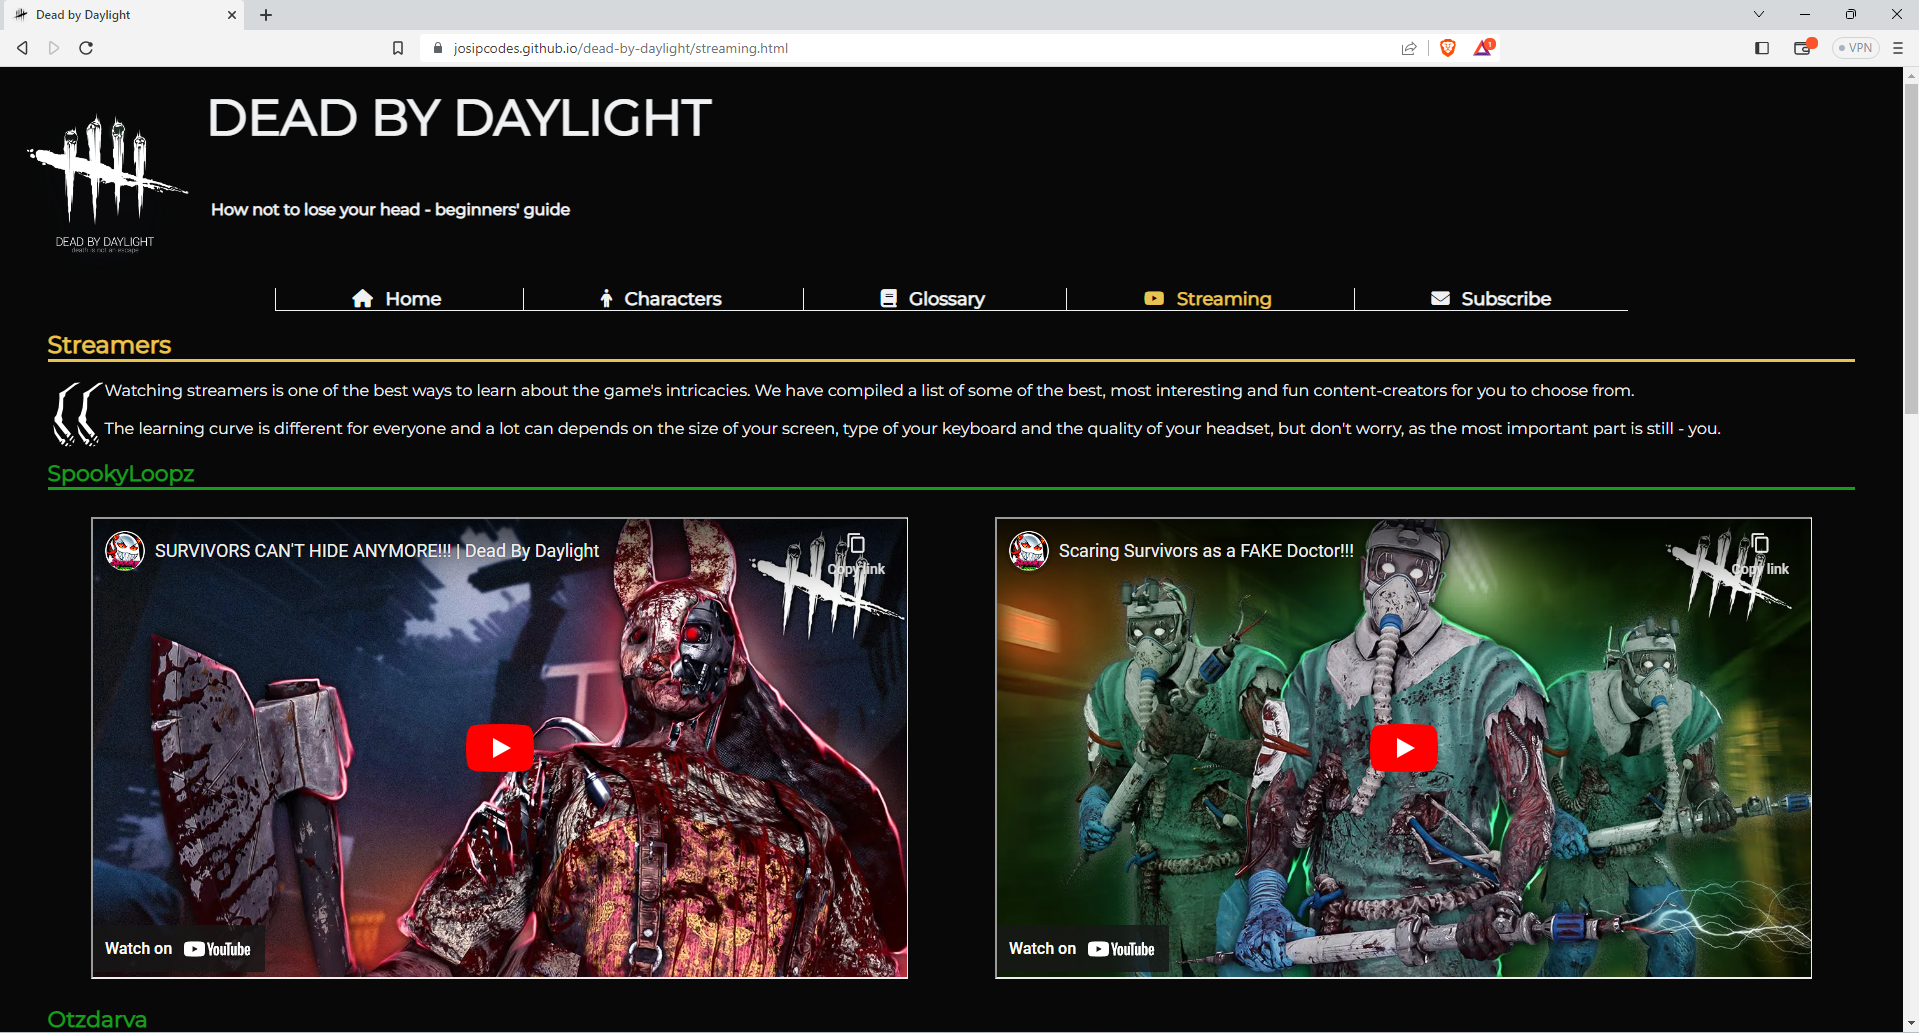 Dead by Daylight
josipcodes.github.io/dead-by-daylight/streaming.html
1
VPN
DEAD BY DAYLIGHT
How not to lose your head - beginners' guide
DEAD BY DAYLIGHT
death is not an escape
Home
Characters
Glossary
Streaming
Subscribe
Streamers
Watching streamers is one of the best ways to learn about the game's intricacies. We have compiled a list of some of the best, most interesting and fun content-creators for you to choose from.
The learning curve is different for everyone and a lot can depends on the size of your screen, type of your keyboard and the quality of your headset, but don't worry, as the most important part is still - you.
SpookyLoopz
SURVIVORS CAN'T HIDE ANYMORE!!! | Dead By Daylight
Copy link
Watch on YouTube
Scaring Survivors as a FAKE Doctor!!!
Copy link
Watch on YouTube
Otzdarva